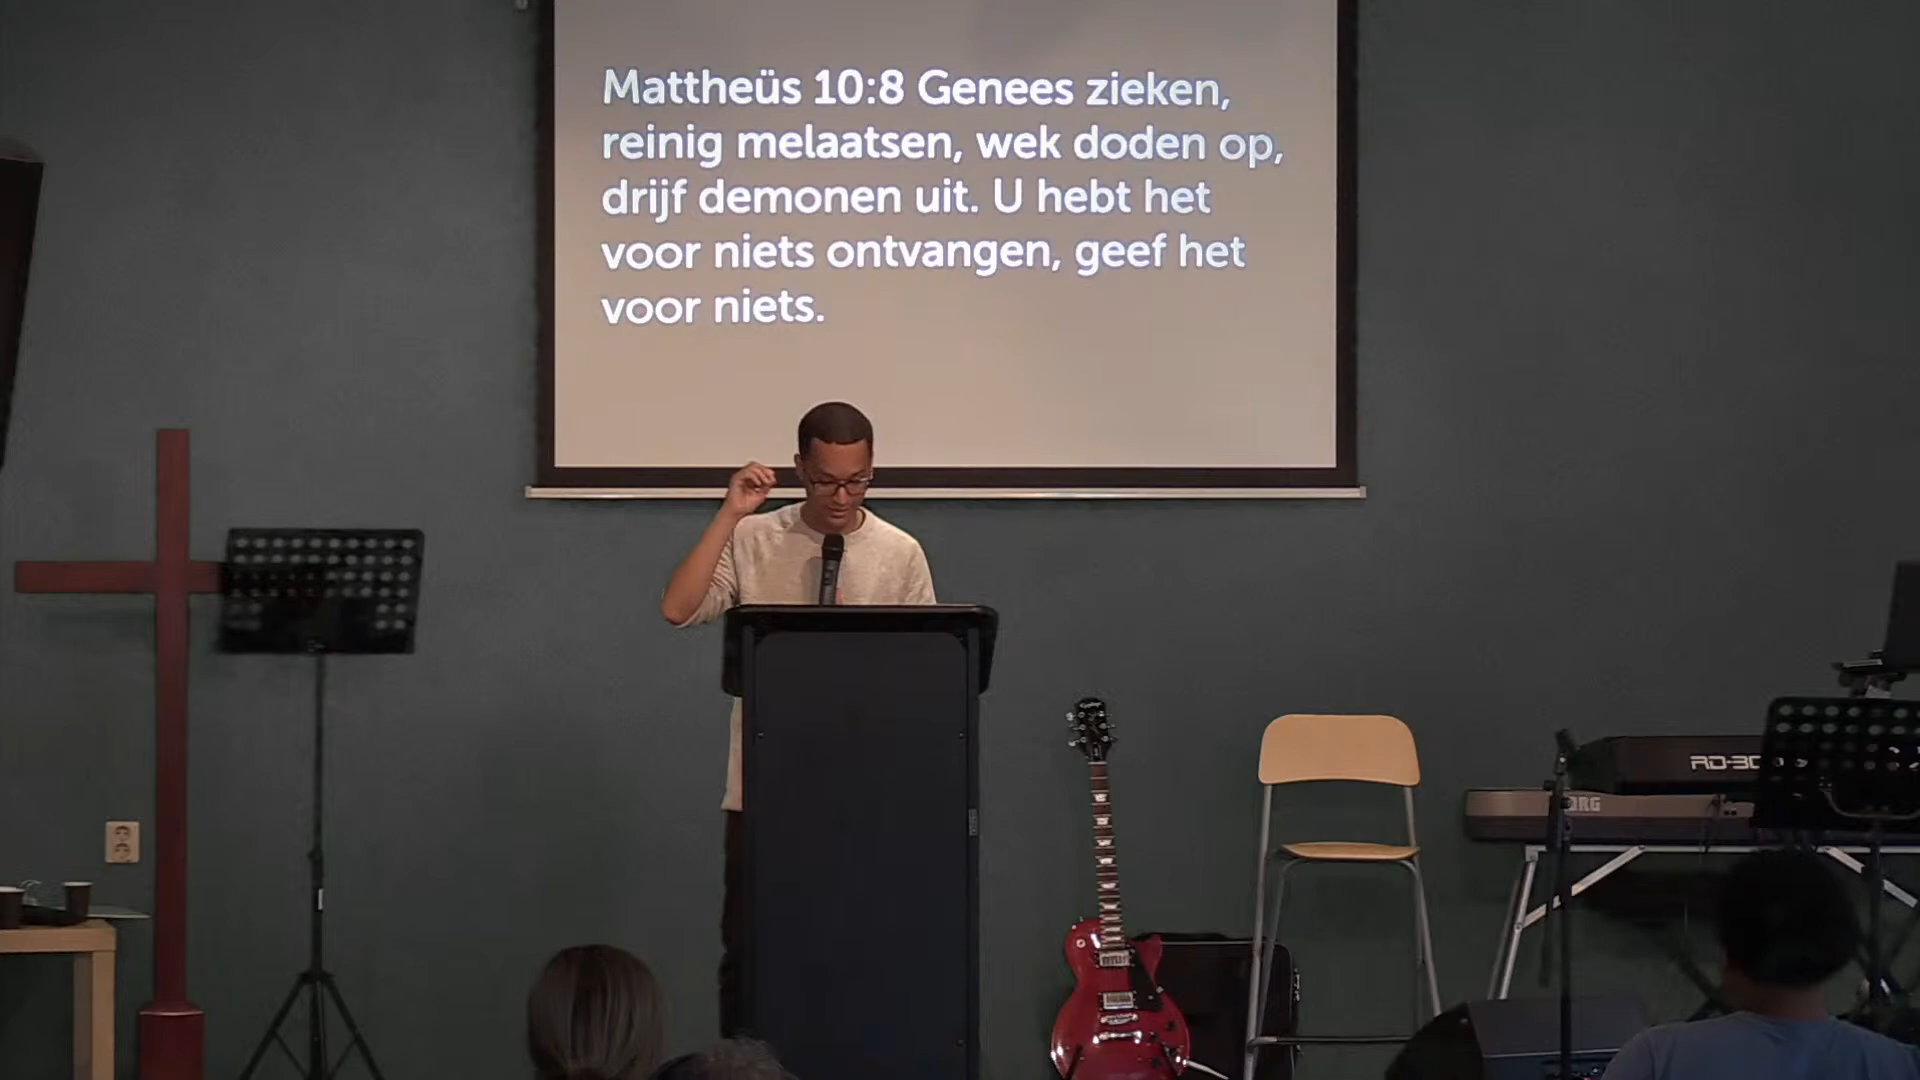 Mattheüs 10:8 Genees zieken,
reinig melaatsen, wek doden op,
drijf demonen uit. U hebt het
voor niets ontvangen, geef het
voor niets.